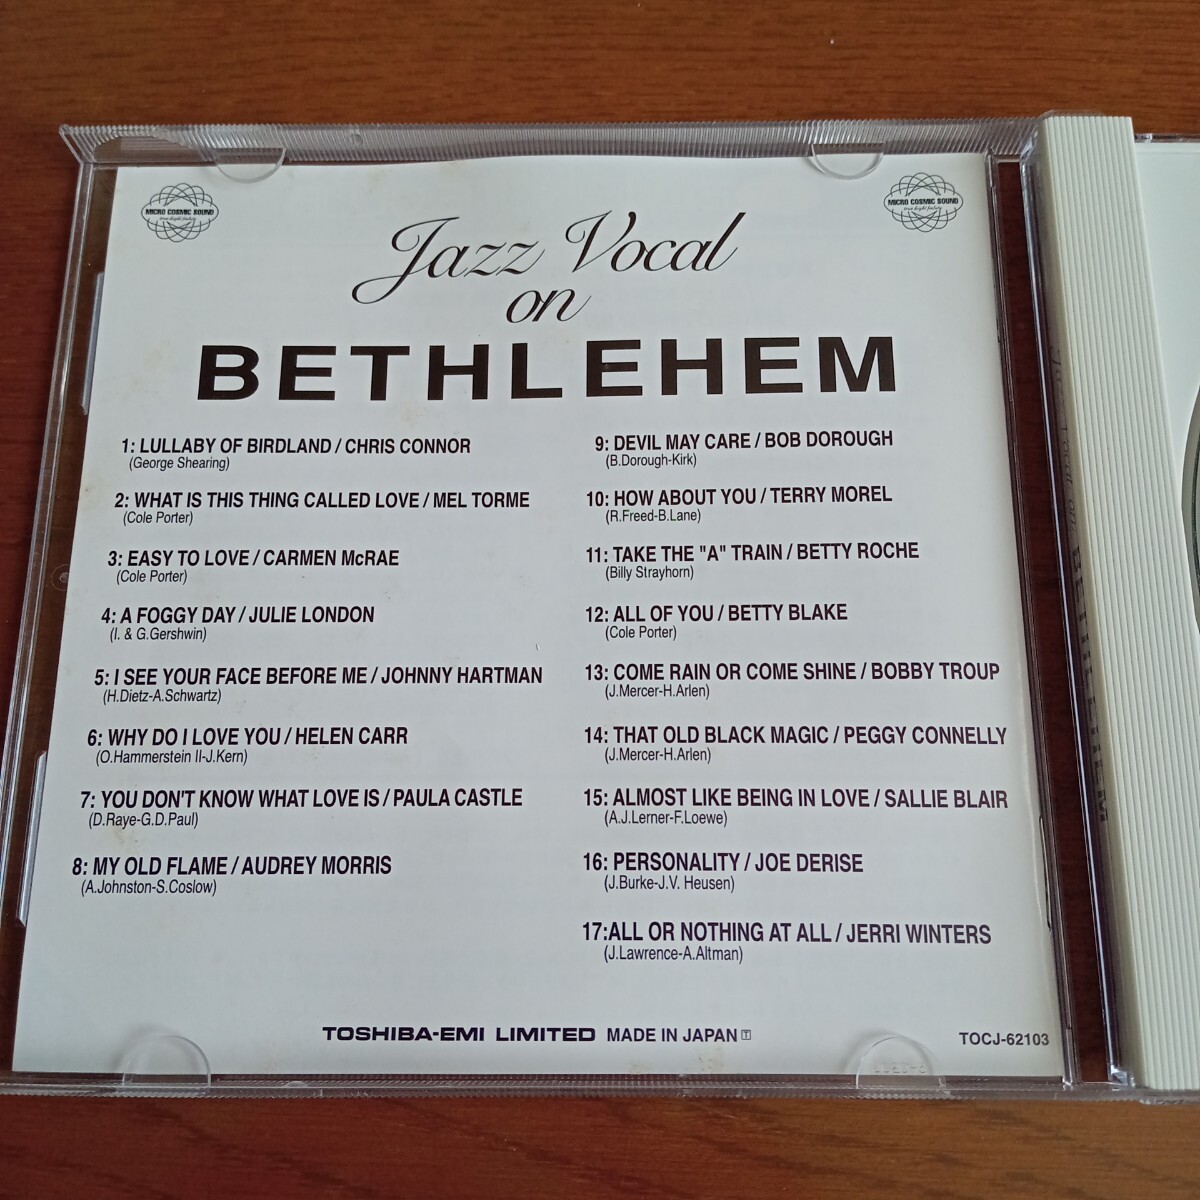 MICRO COSMIC SOUND
MICRO COSMIC SOUND
Jazz Vocal
on
BETHLEHEM
1: LULLABY OF BIRDLAND / CHRIS CONNOR
(George Shearing)
2: WHAT IS THIS THING CALLED LOVE / MEL TORME
(Cole Porter)
3: EASY TO LOVE / CARMEN McRAE
(Cole Porter)
4: A FOGGY DAY / JULIE LONDON
(I. & G.Gershwin)
5: I SEE YOUR FACE BEFORE ME / JOHNNY HARTMAN
(H.Dietz-A.Schwartz)
6: WHY DO I LOVE YOU / HELEN CARR
(O.Hammerstein II-J.Kern)
7: YOU DON'T KNOW WHAT LOVE IS / PAULA CASTLE
(D.Raye-G.D.Paul)
8: MY OLD FLAME / AUDREY MORRIS
(A.Johnston-S.Coslow)
9: DEVIL MAY CARE / BOB DOROUGH
(B.Dorough-Kirk)
10: HOW ABOUT YOU / TERRY MOREL
(R.Freed-B.Lane)
11: TAKE THE "A" TRAIN / BETTY ROCHE
(Billy Strayhorn)
12: ALL OF YOU / BETTY BLAKE
(Cole Porter)
13: COME RAIN OR COME SHINE / BOBBY TROUP
(J.Mercer-H.Arlen)
14: THAT OLD BLACK MAGIC / PEGGY CONNELLY
(J.Mercer-H.Arlen)
15: ALMOST LIKE BEING IN LOVE / SALLIE BLAIR
(A.J.Lerner-F.Loewe)
16: PERSONALITY / JOE DERISE
(J.Burke-J.V. Heusen)
17:ALL OR NOTHING AT ALL / JERRI WINTERS
(J.Lawrence-A.Altman)
TOSHIBA-EMI LIMITED MADE IN JAPAN T
TOCJ-62103
Vocal on BETHLEHEM